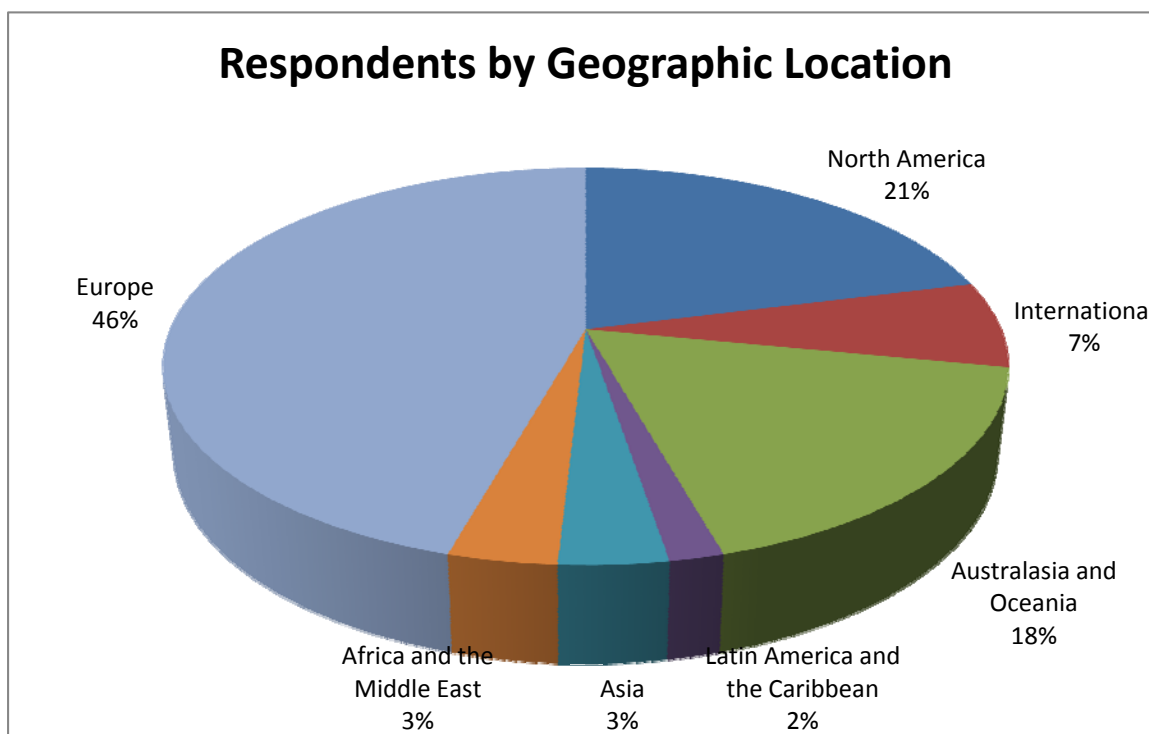 Respondents by Geographic Location
North America
21%
Internationa
7%
Europe
46%
Australasia and
Oceania
18%
Africa and the
Middle East
3%
Asia
3%
Latin America and
the Caribbean
2%